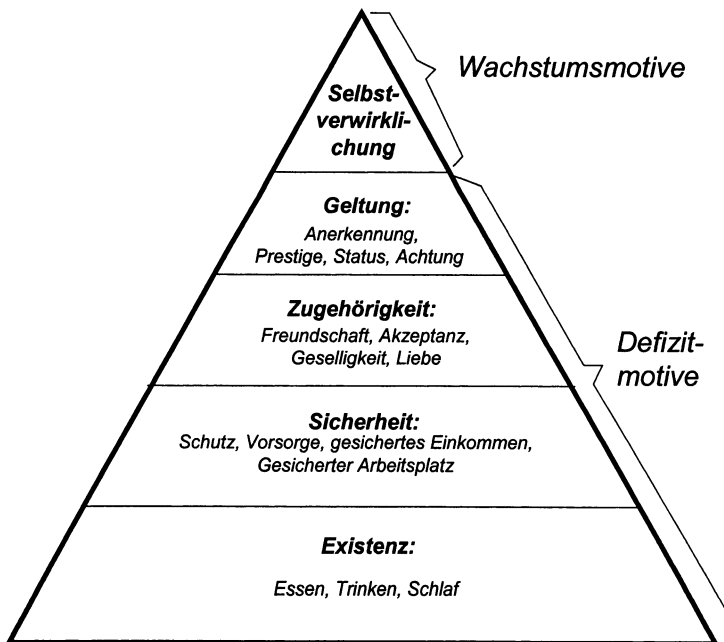 Wachstumsmotive
Selbst-
verwirkli-
chung
Geltung:
Anerkennung,
Prestige, Status, Achtung
Zugehörigkeit:
Freundschaft, Akzeptanz,
Geselligkeit, Liebe
Defizit-
motive
Sicherheit:
Schutz, Vorsorge, gesichertes Einkommen,
Gesicherter Arbeitsplatz
Existenz:
Essen, Trinken, Schlaf